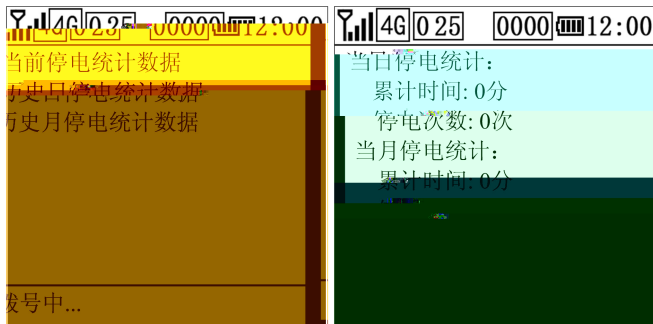 4G 0 25 0000 12:00
当前停电统计数据
历史日停电统计数据
历史月停电统计数据
拨号中...
4G 0 25 0000 12:00
当日停电统计:
累计时间: 0分
停电次数: 0次
当月停电统计:
累计时间: 0分